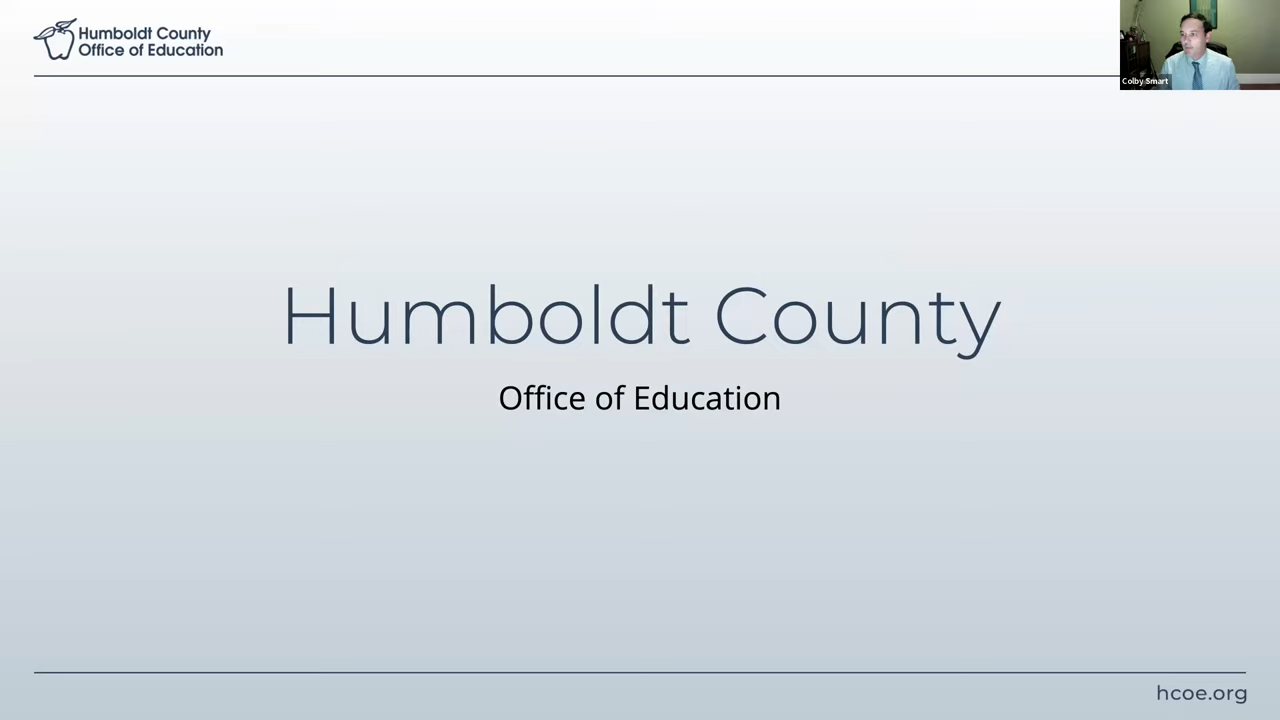 Humboldt County
Office of Education
Colby Smart
Humboldt County
Office of Education
hcoe.org